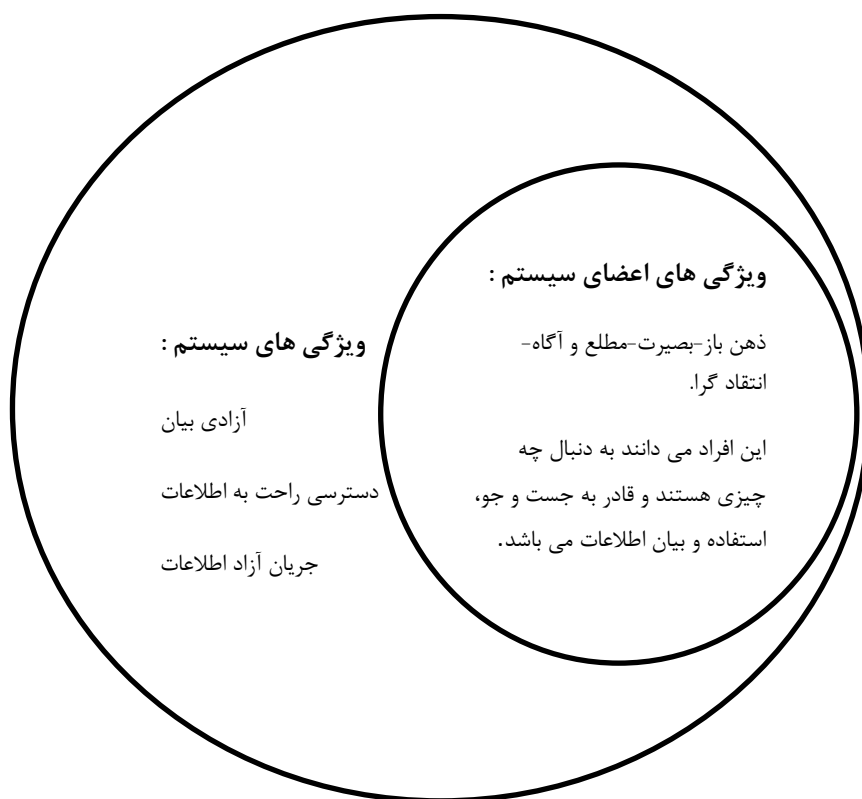 ویژگی های اعضای سیستم :
ذهن باز-بصیرت-مطلع و آگاه-
انتقاد گرا.
این افراد می دانند به دنبال چه
چیزی هستند و قادر به جست و جو،
استفاده و بیان اطلاعات می باشد.
ویژگی های سیستم :
آزادی بیان
دسترسی راحت به اطلاعات
جریان آزاد اطلاعات